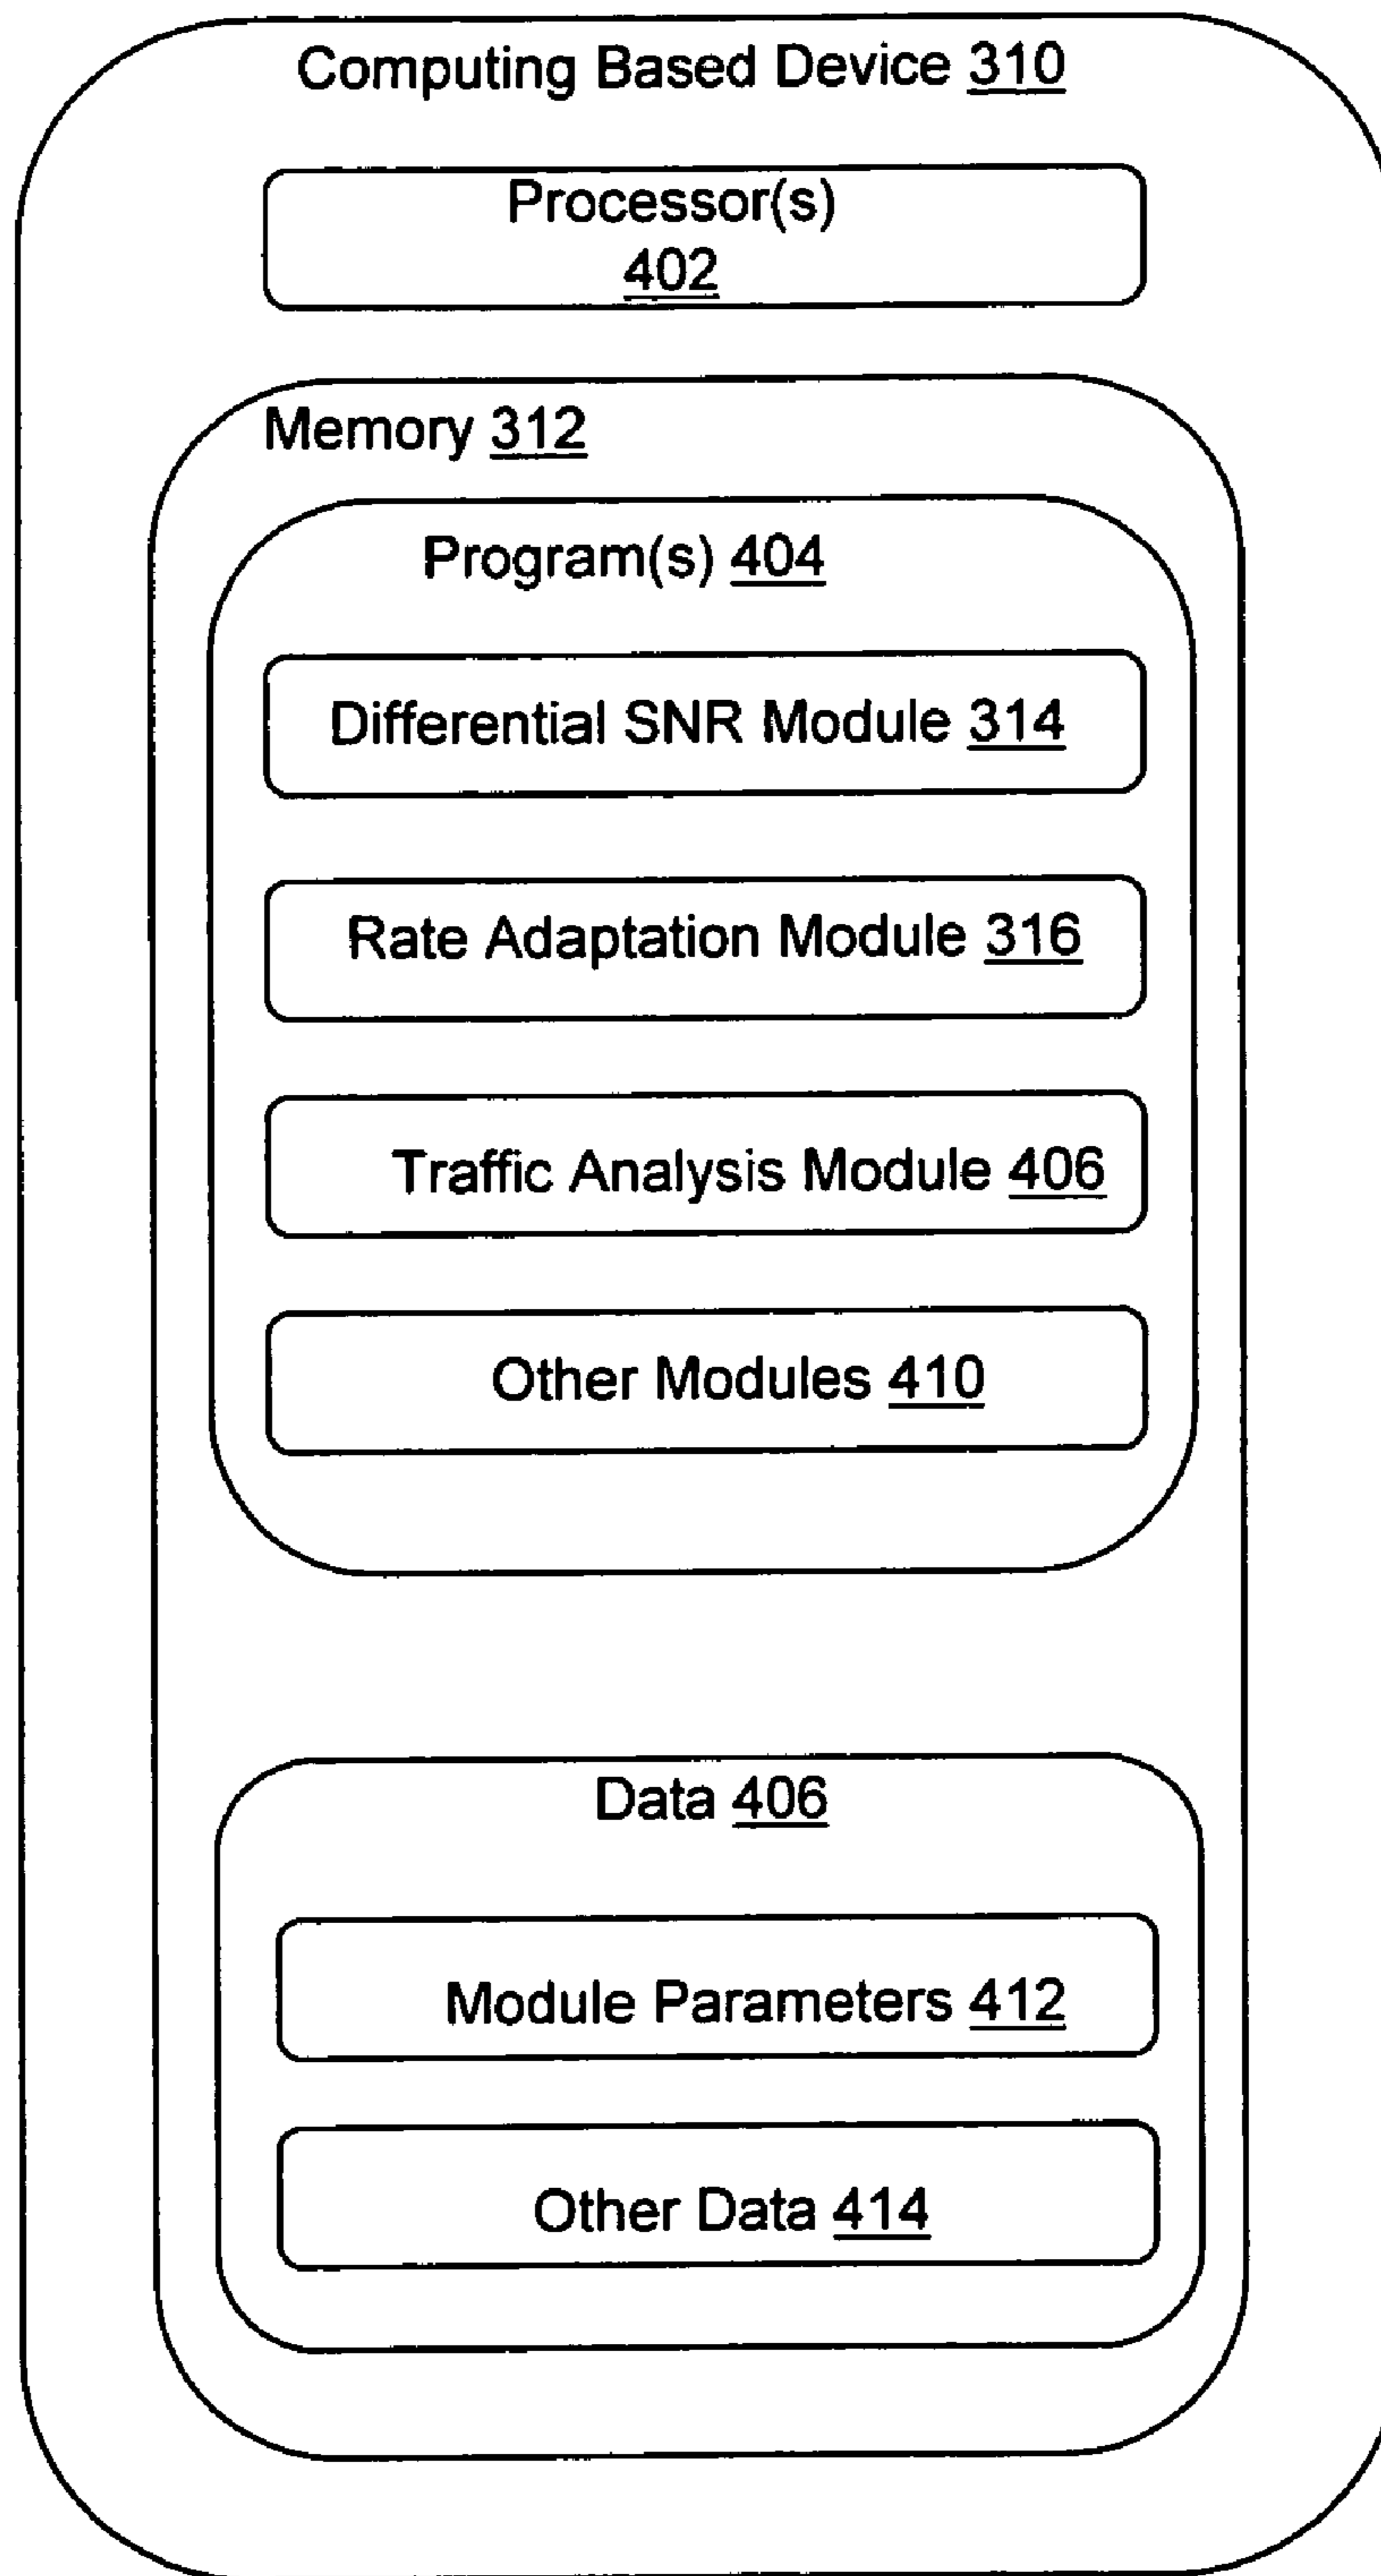 Computing Based Device 310
Processor(s)
402
Memory 312
Program(s) 404
Differential SNR Module 314
Rate Adaptation Module 316
Traffic Analysis Module 406
Other Modules 410
Data 406
Module Parameters 412
Other Data 414